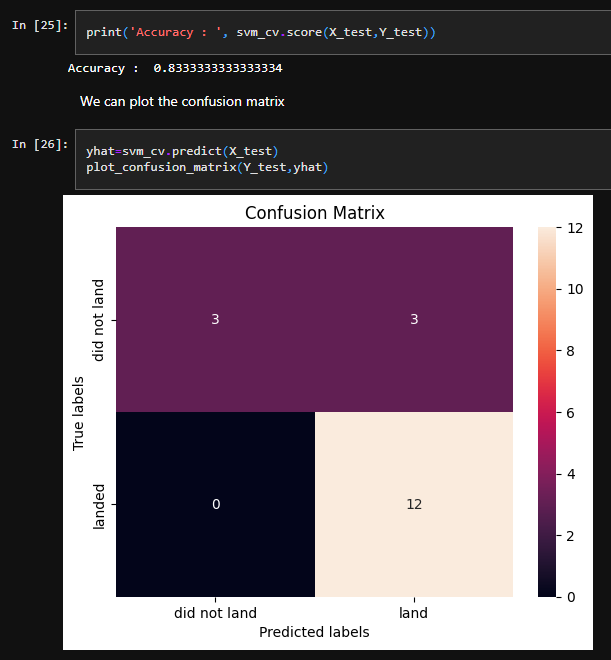 In [25]:
print('Accuracy : ', svm_cv.score(X_test,Y_test))
Accuracy :  0.8333333333333334
We can plot the confusion matrix
In [26]:
yhat=svm_cv.predict(X_test)
plot_confusion_matrix(Y_test,yhat)
Confusion Matrix
True labels
did not land
3 3
landed
0 12
did not land land
Predicted labels
12
10
8
6
4
2
0